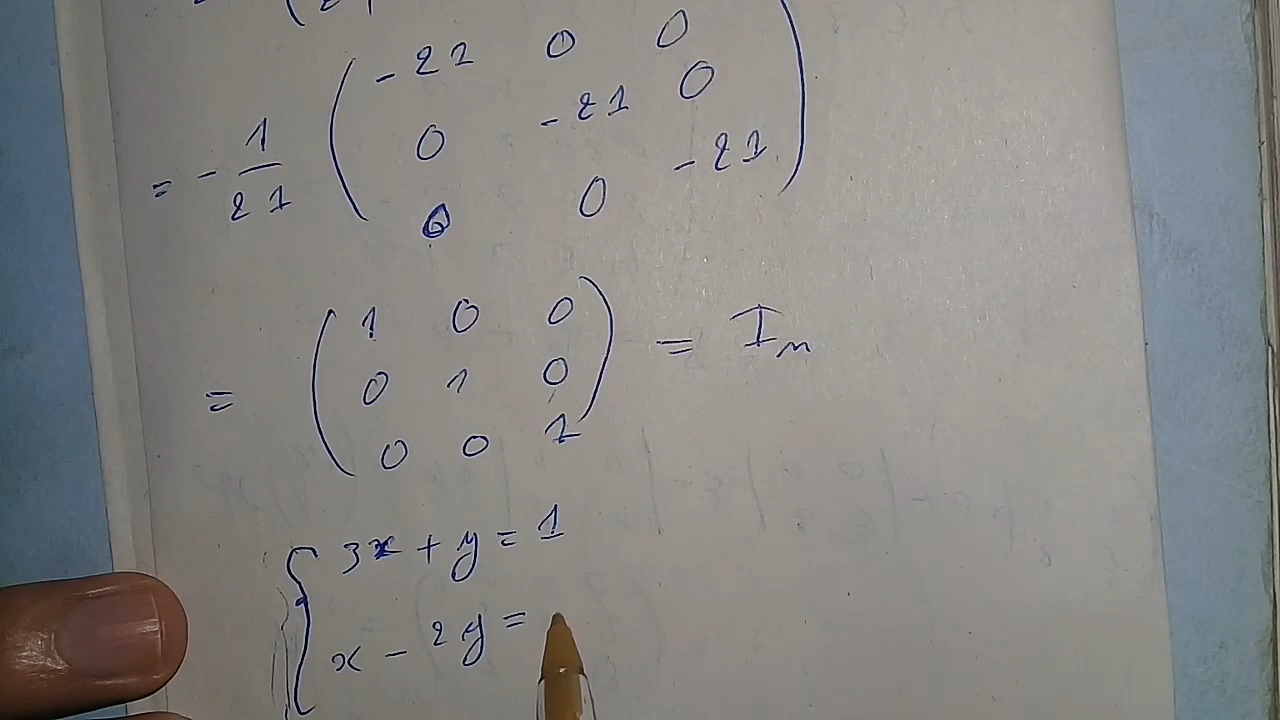 = - 1/21 ( -21 0 0
0 -21 0
0 0 -21 )
= ( 1 0 0
0 1 0
0 0 1 ) = In
{ 3x + y = 1
x - 2y =